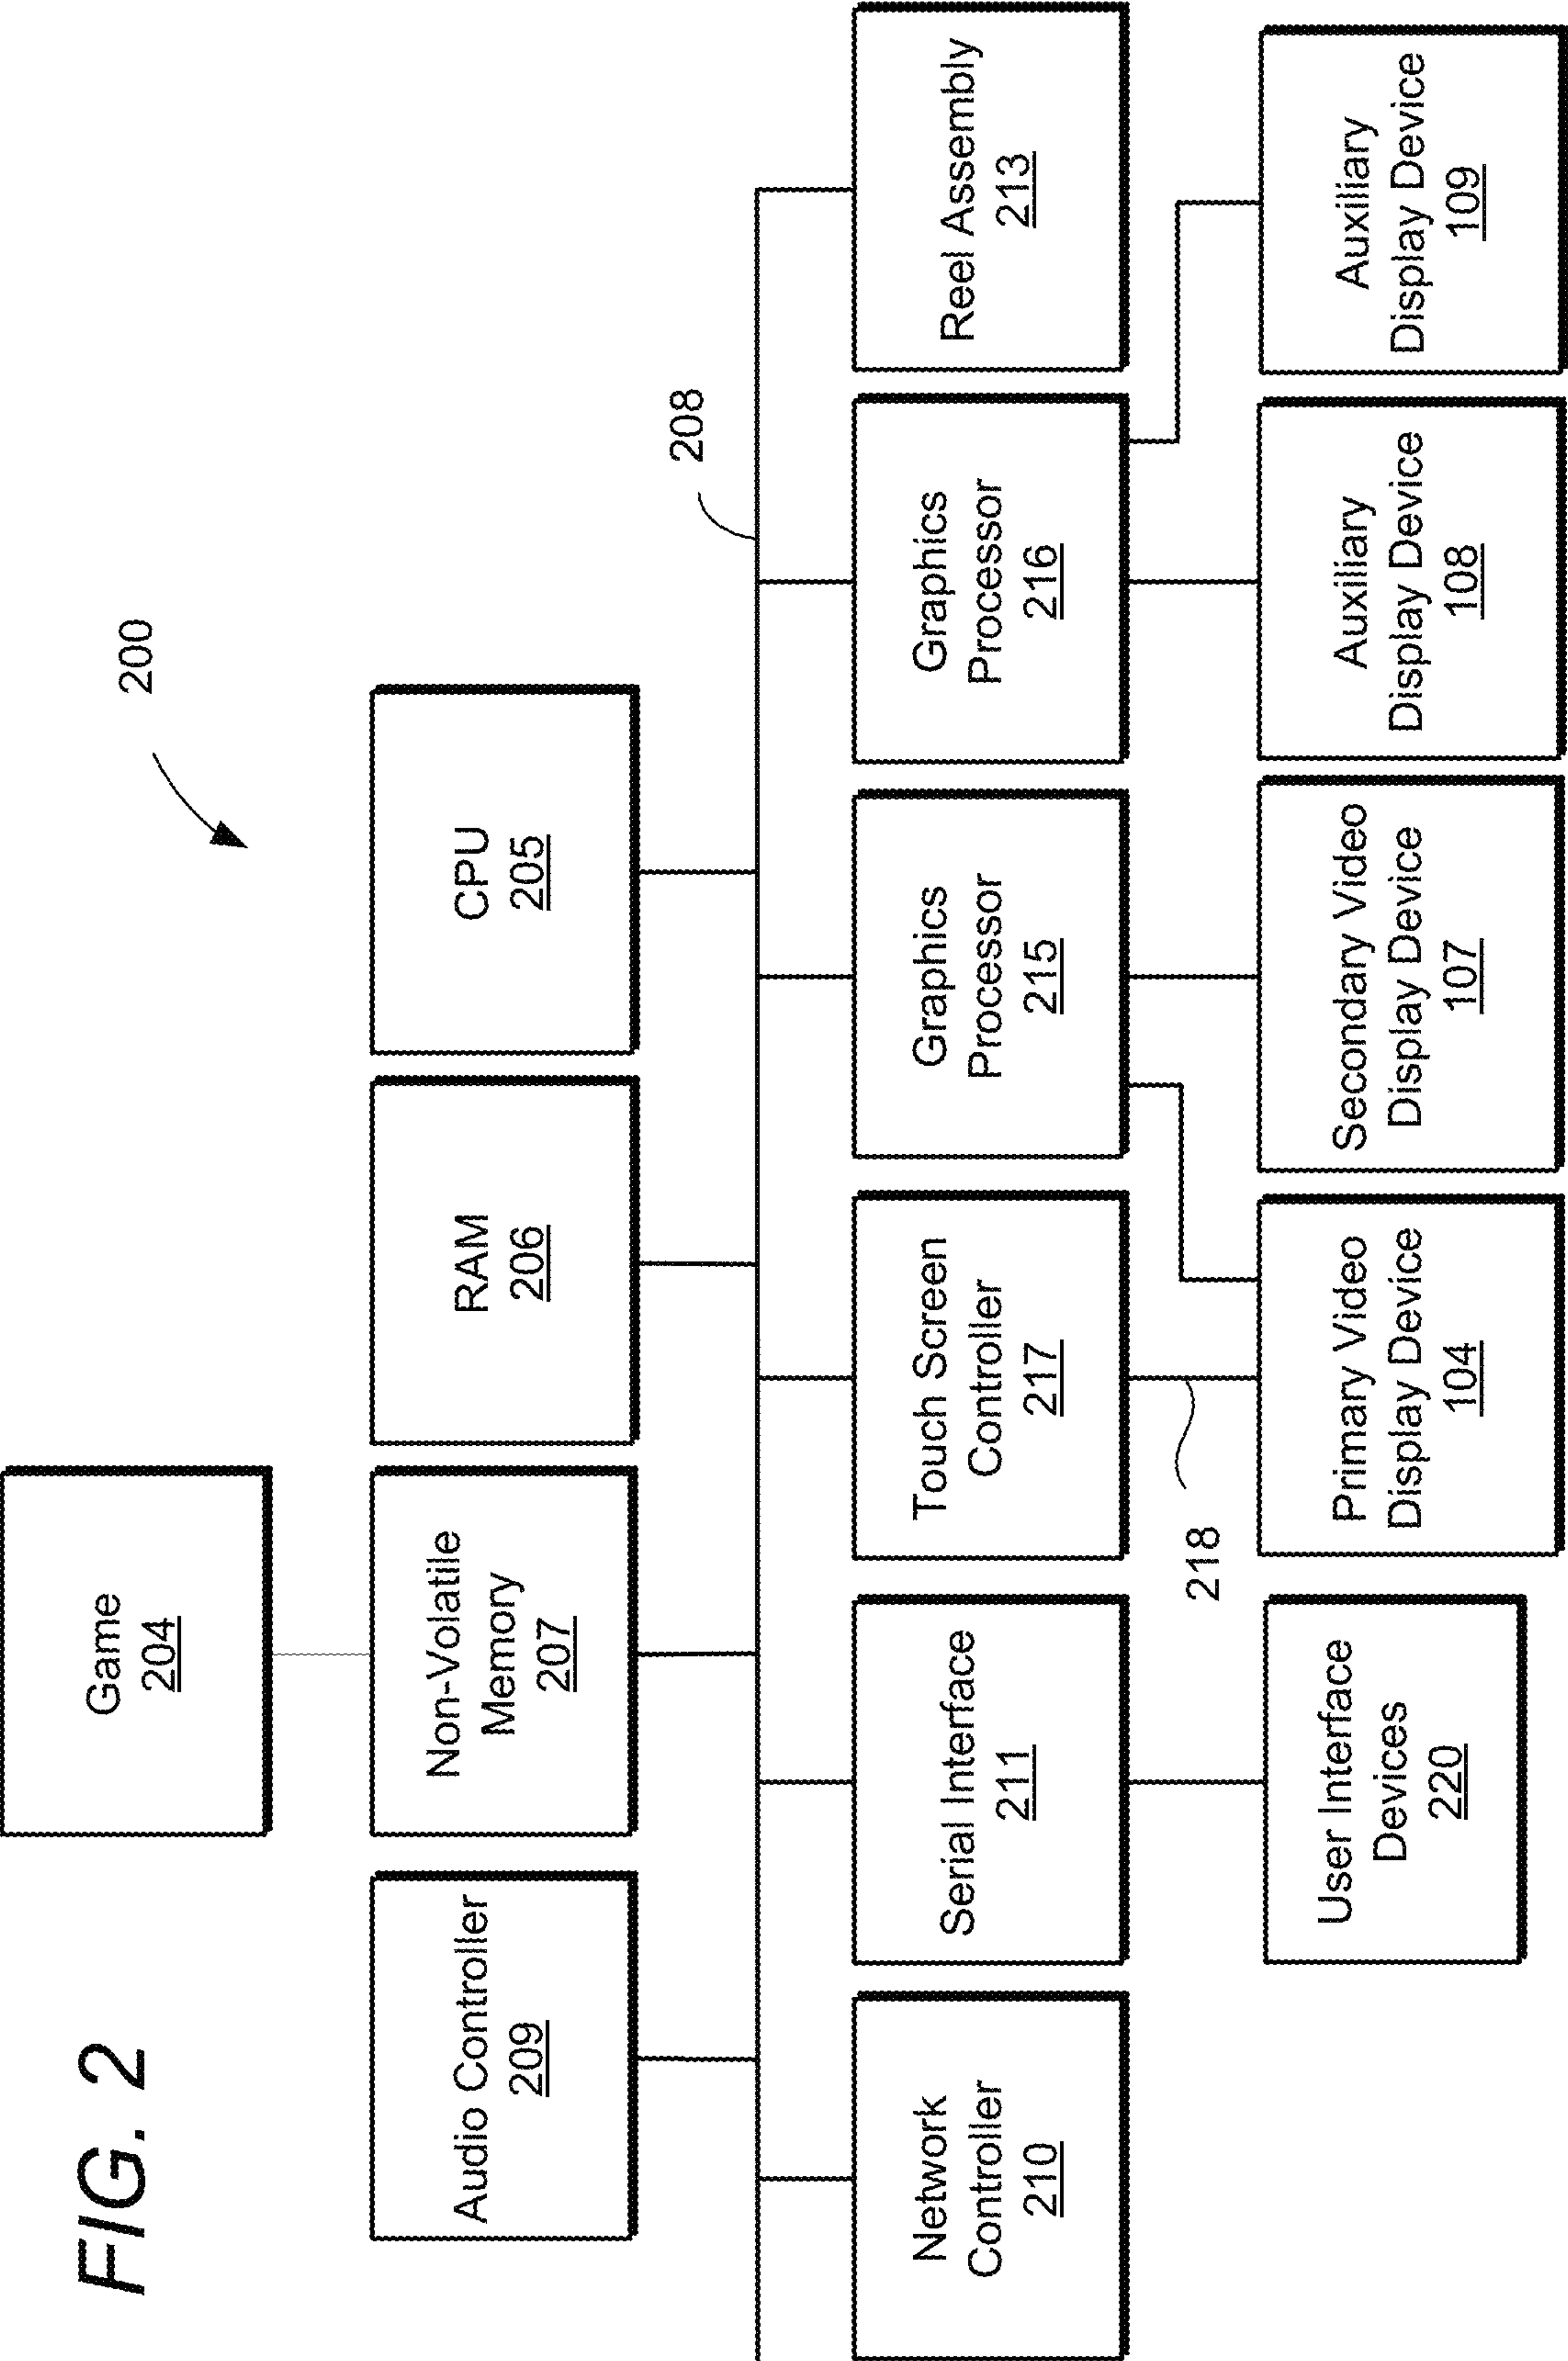 FIG. 2
200
Game
204
Audio Controller
209
Non-Volatile
Memory
207
RAM
206
CPU
205
208
Network
Controller
210
Serial Interface
211
Touch Screen
Controller
217
Graphics
Processor
215
Graphics
Processor
216
Reel Assembly
213
218
User Interface
Devices
220
Primary Video
Display Device
104
Secondary Video
Display Device
107
Auxiliary
Display Device
108
Auxiliary
Display Device
109